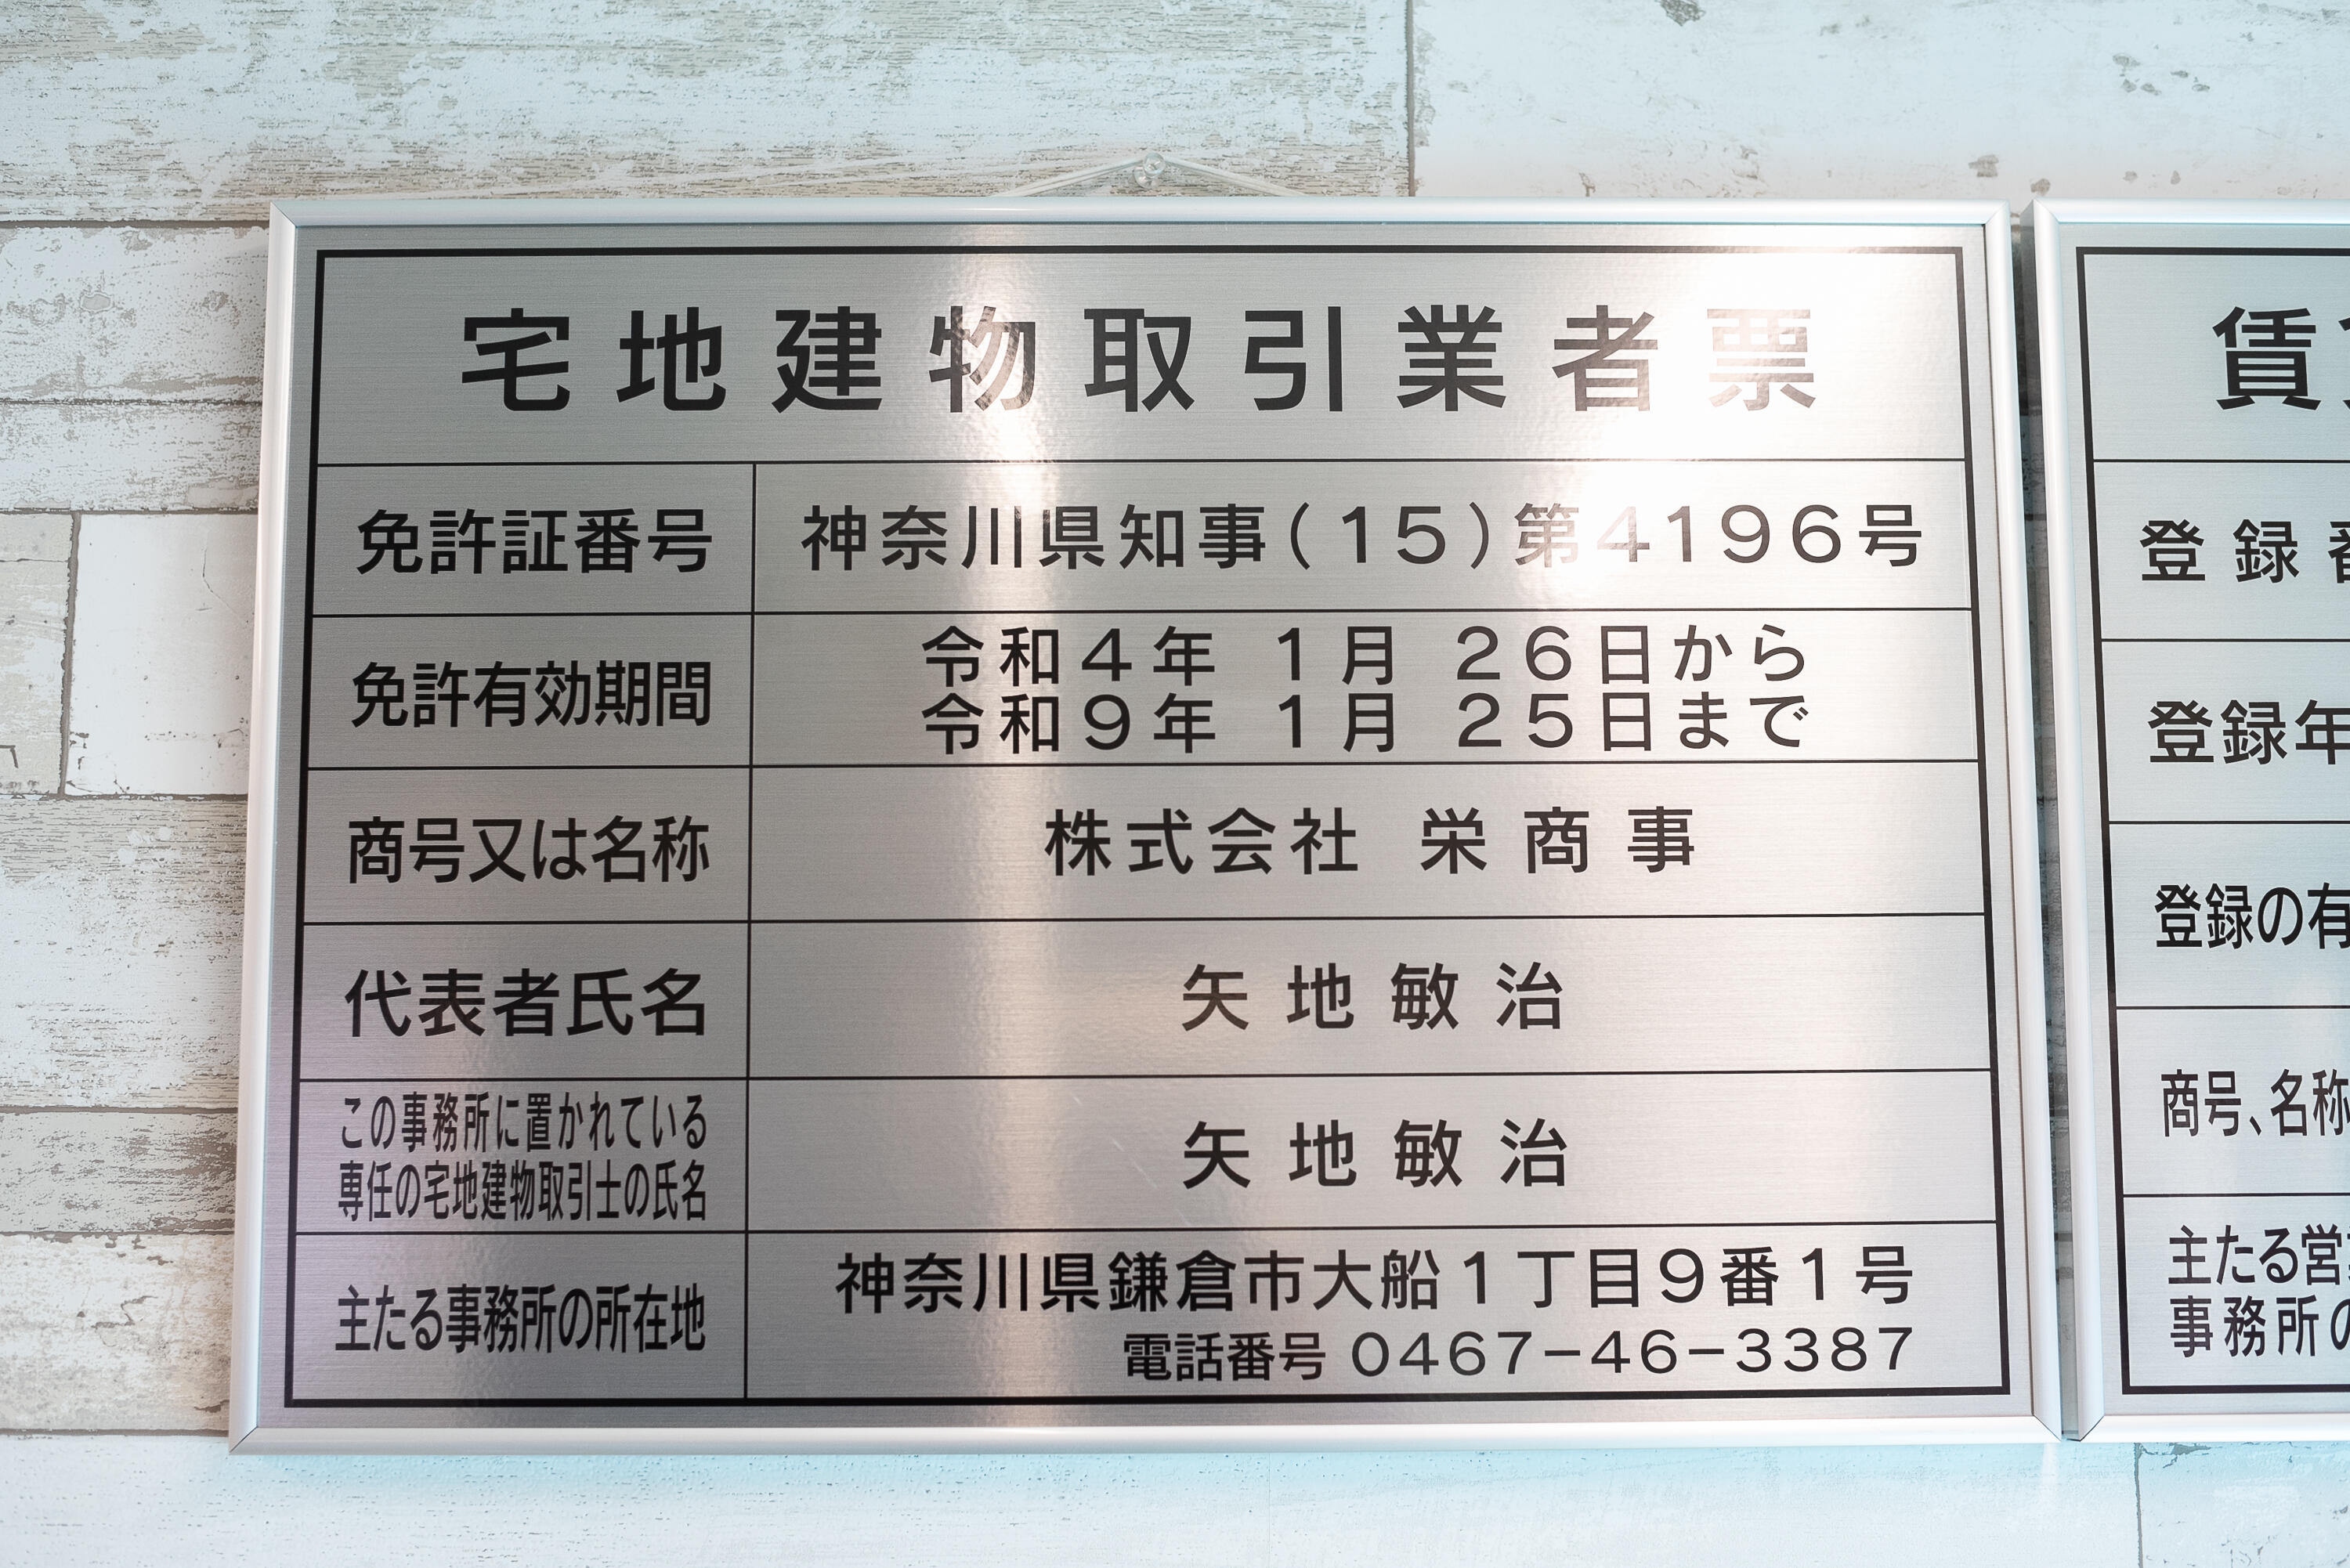 宅地建物取引業者票
免許証番号 神奈川県知事(15)第4196号
免許有効期間 令和4年 1月 26日から
令和9年 1月 25日まで
商号又は名称 株式会社 栄商事
代表者氏名 矢地敏治
この事務所に置かれている
専任の宅地建物取引士の氏名 矢地敏治
主たる事務所の所在地 神奈川県鎌倉市大船1丁目9番1号
電話番号 0467-46-3387
賃
登録
登録年
登録の有
商号、名称
主たる営
事務所の